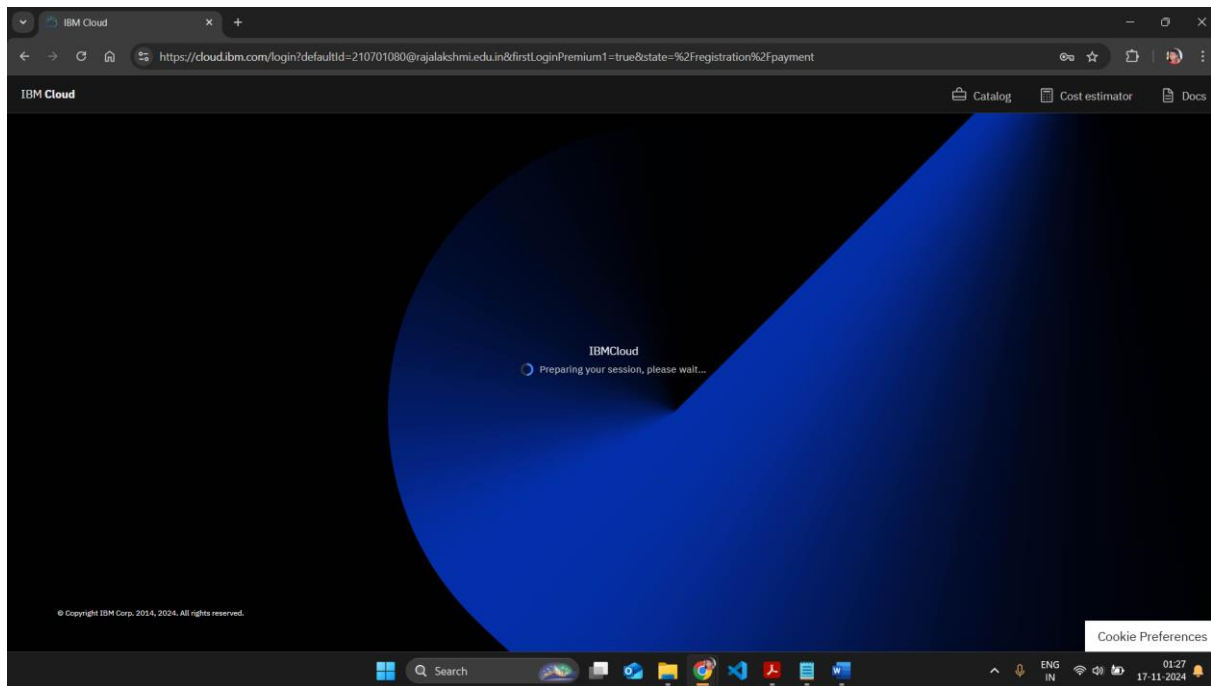 IBM Cloud
https://cloud.ibm.com/login?defaultId=210701080@rajalakshmi.edu.in&firstLoginPremium1=true&state=%2Fregistration%2Fpayment
IBM Cloud
Catalog
Cost estimator
Docs
IBMCloud
Preparing your session, please wait...
© Copyright IBM Corp. 2014, 2024. All rights reserved.
Cookie Preferences
Search
ENG
IN
01:27
17-11-2024